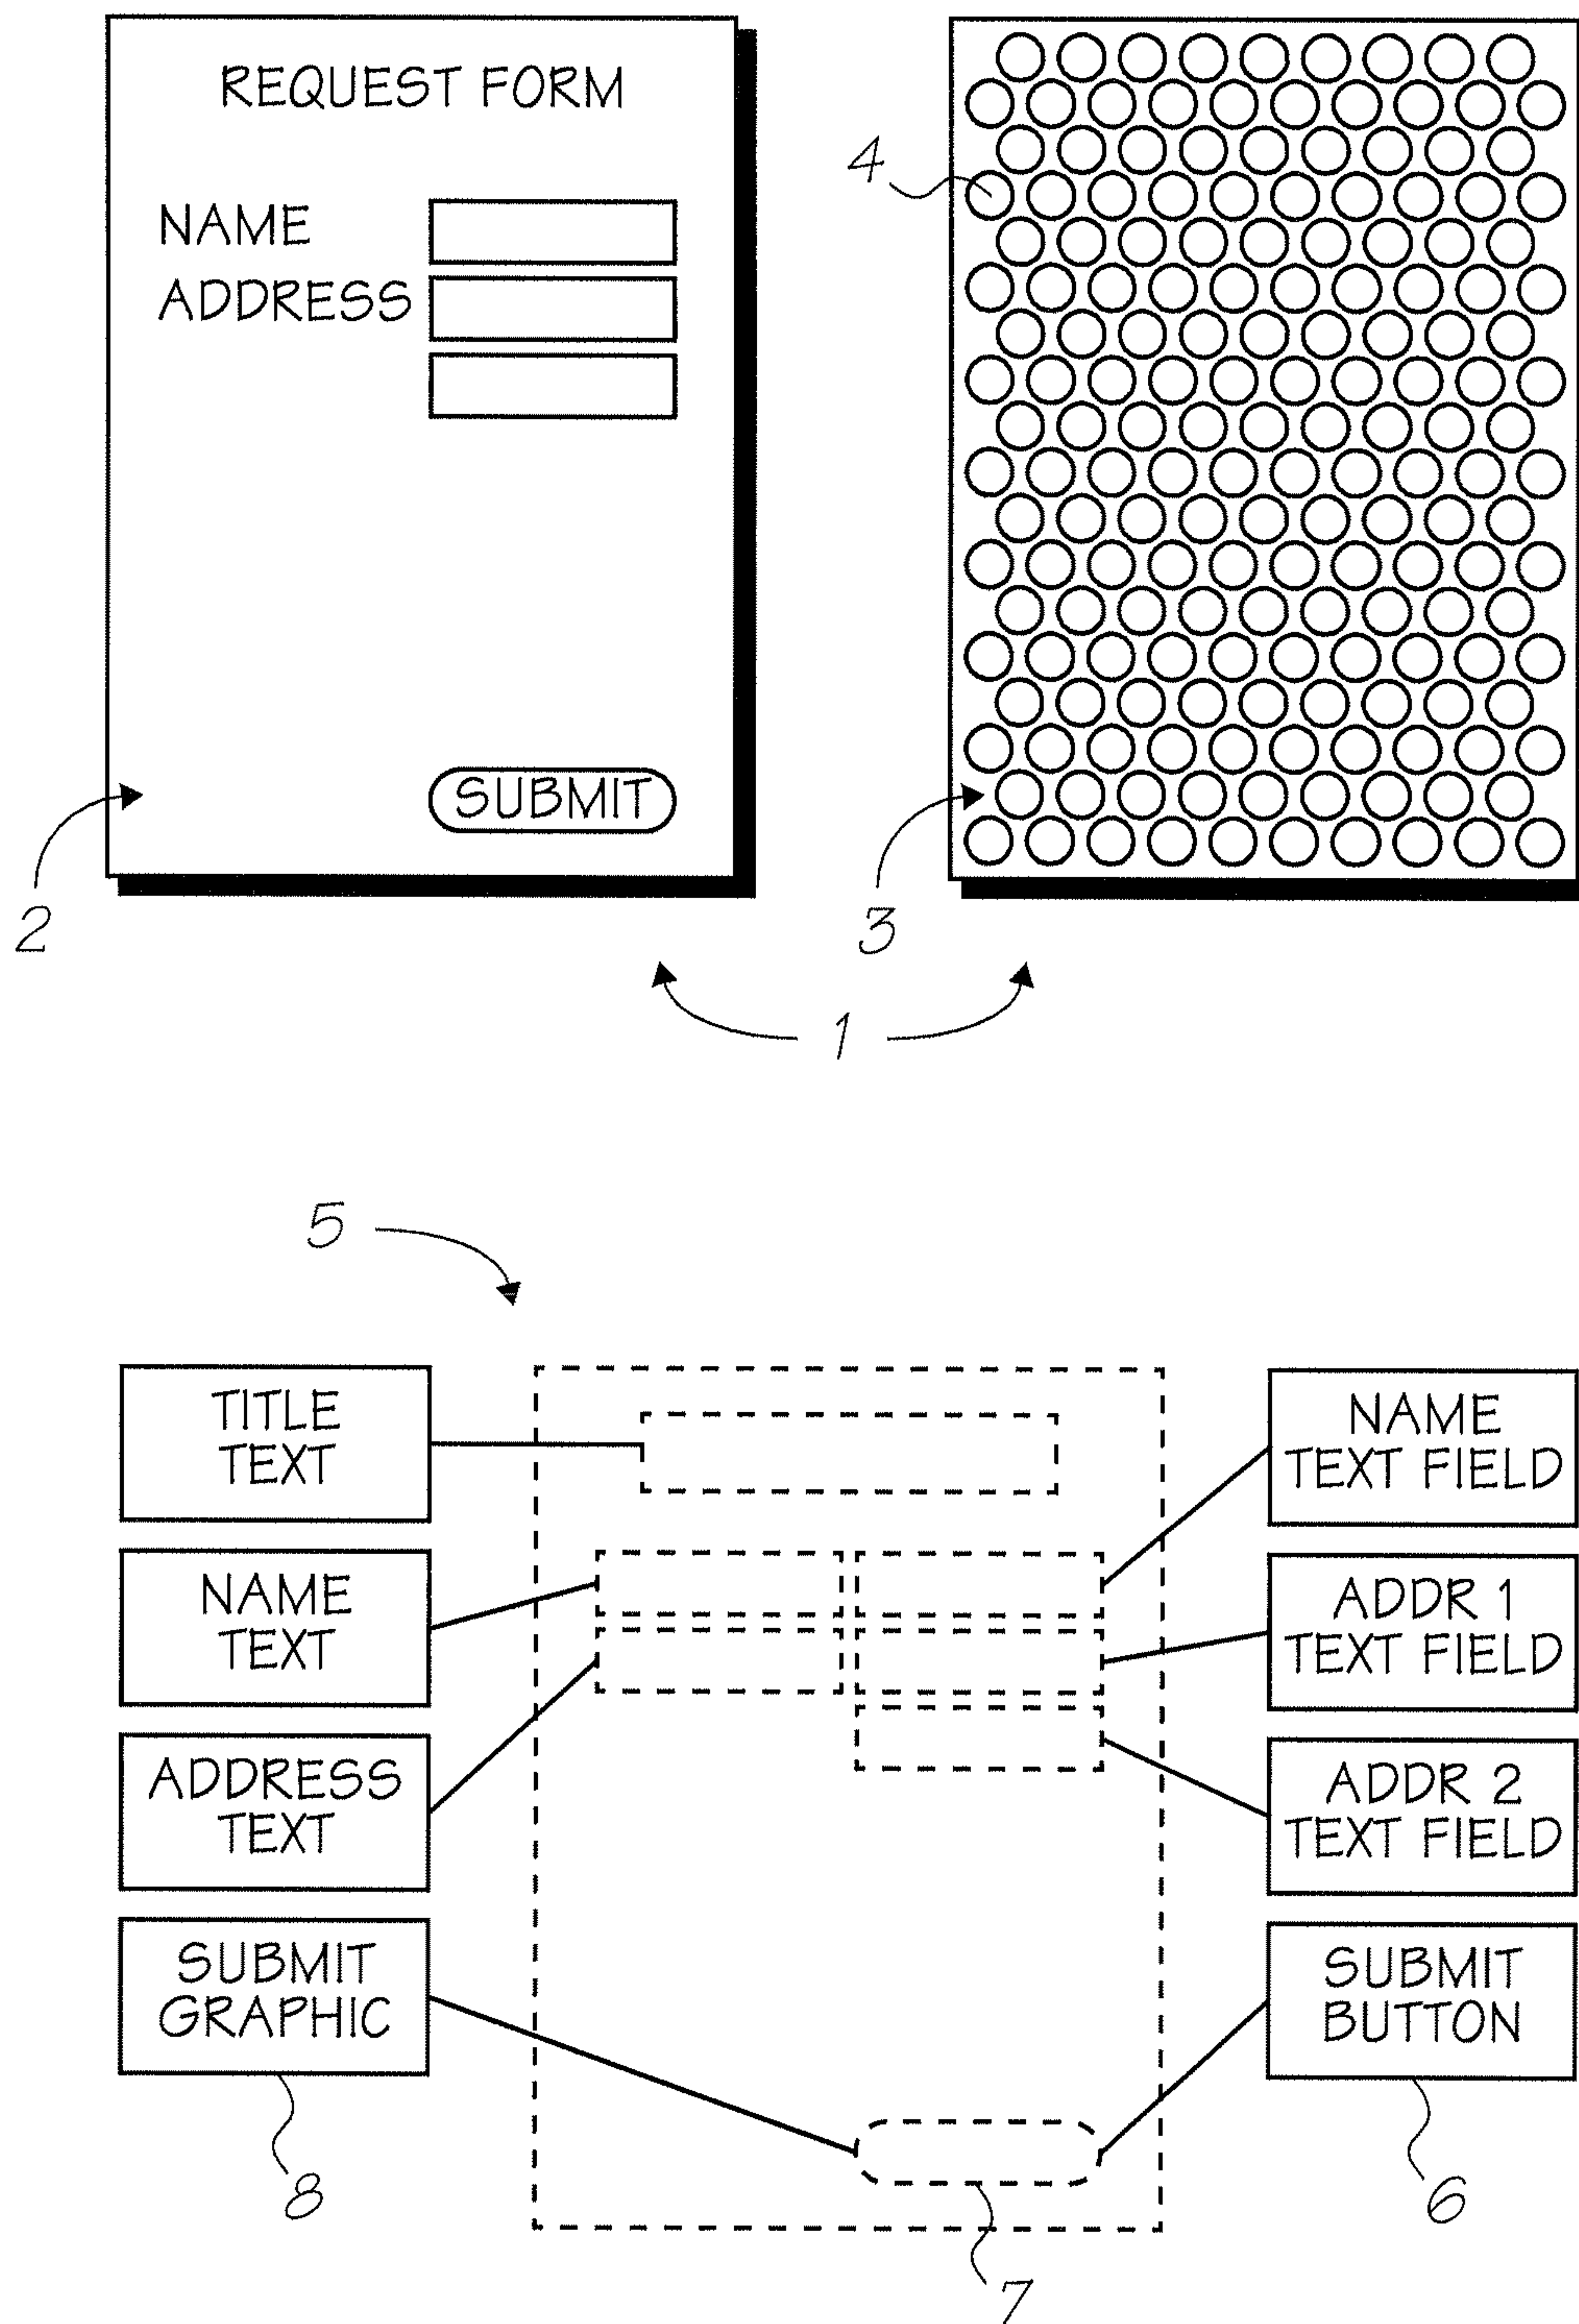 REQUEST FORM
NAME
ADDRESS
SUBMIT
4
2
3
1
5
TITLE
TEXT
NAME
TEXT
ADDRESS
TEXT
SUBMIT
GRAPHIC
NAME
TEXT FIELD
ADDR 1
TEXT FIELD
ADDR 2
TEXT FIELD
SUBMIT
BUTTON
8
7
6